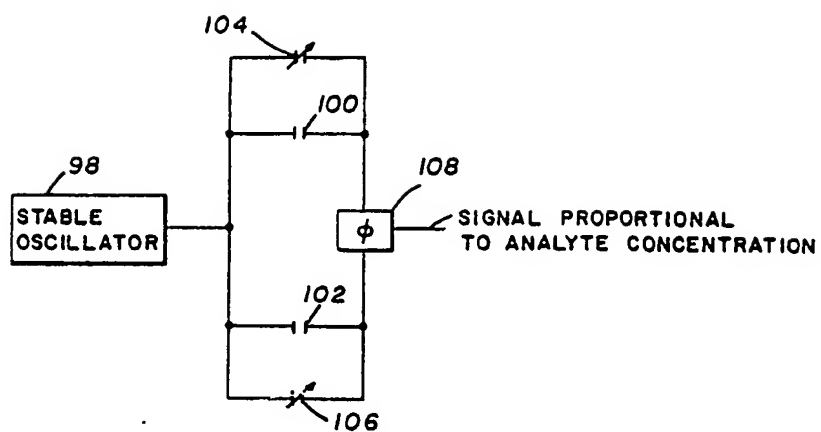 104
100
98
108
STABLE
OSCILLATOR
φ
SIGNAL PROPORTIONAL
TO ANALYTE CONCENTRATION
102
106